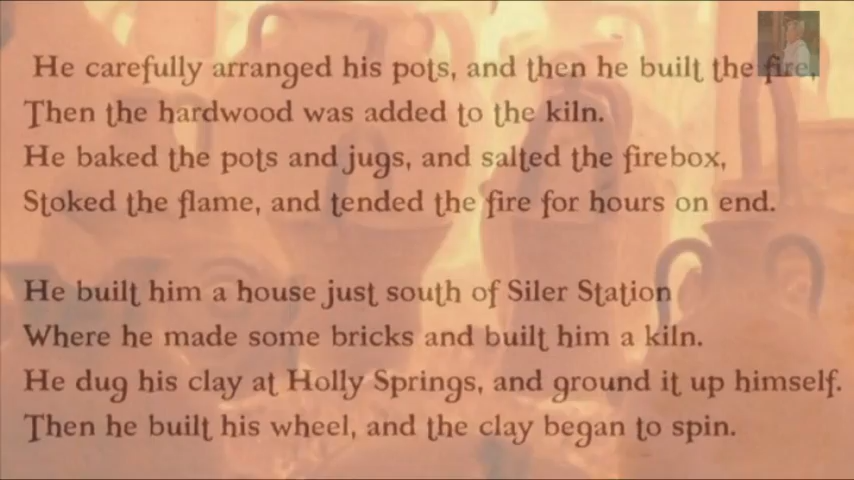 He carefully arranged his pots, and then he built the fire,
Then the hardwood was added to the kiln.
He baked the pots and jugs, and salted the firebox,
Stoked the flame, and tended the fire for hours on end.
He built him a house just south of Siler Station
Where he made some bricks and built him a kiln.
He dug his clay at Holly Springs, and ground it up himself.
Then he built his wheel, and the clay began to spin.